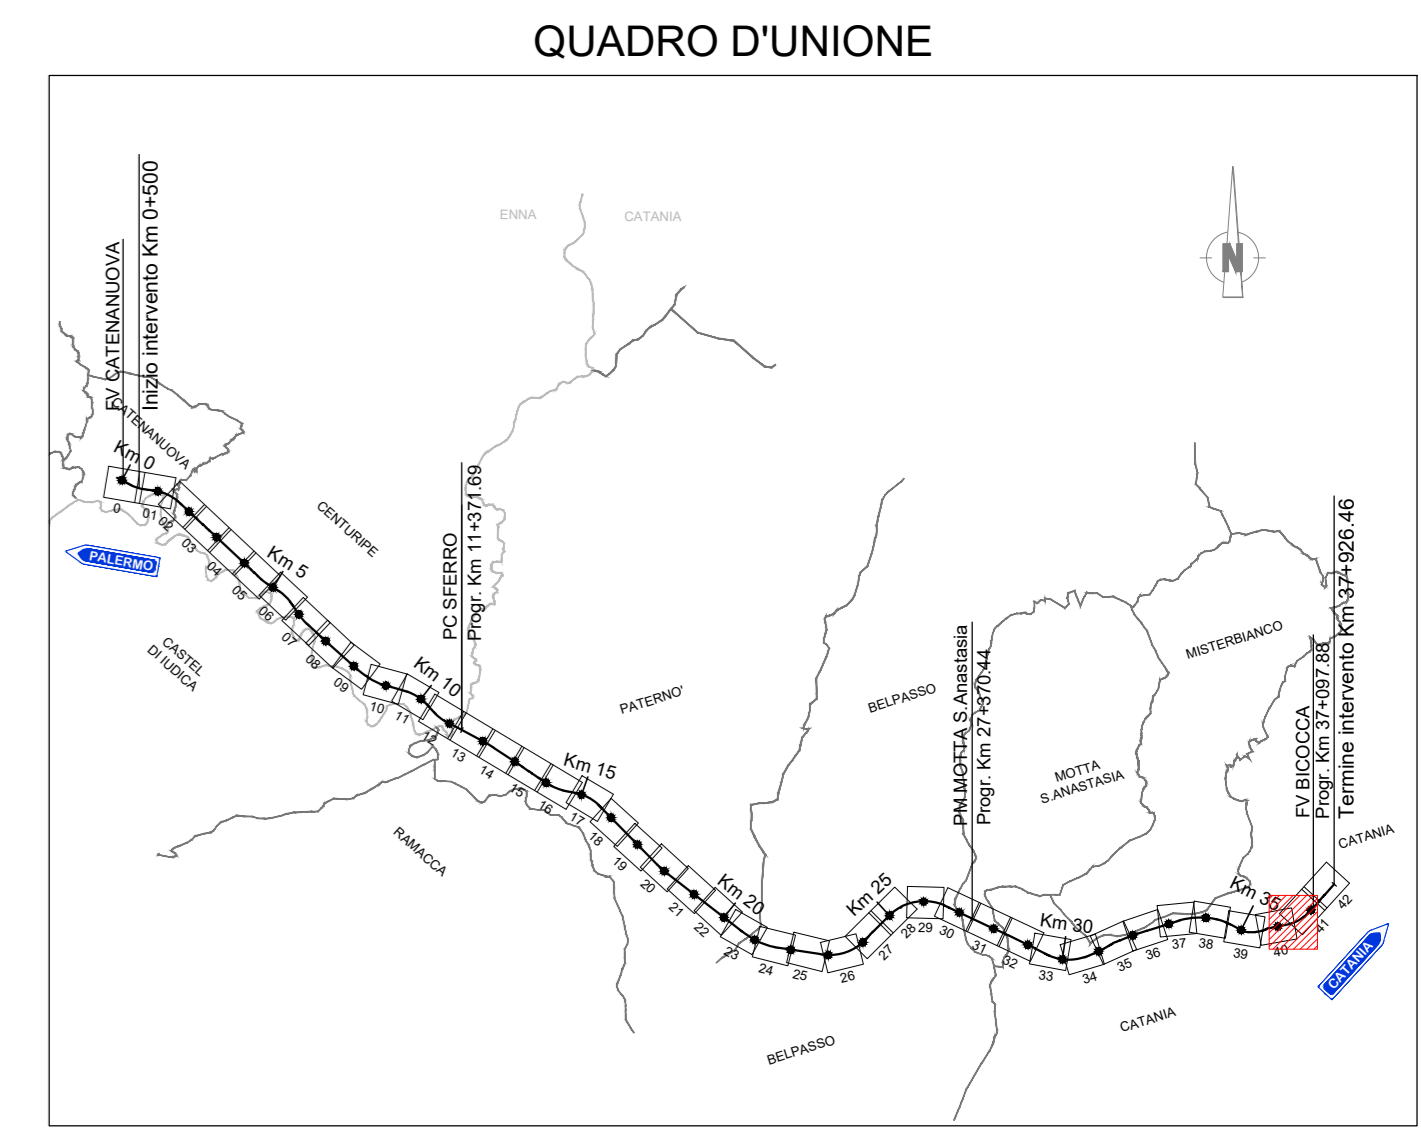 QUADRO D'UNIONE
ENNA
CATANIA
N
FV CATENANUOVA
Inizio intervento Km 0+500
CATENANUOVA
Km 0
0
01
02
03
04
05
06
07
08
09
10
11
12
13
14
15
16
17
18
19
20
21
22
23
24
25
26
27
28
29
30
31
32
33
34
35
36
37
38
39
40
41
42
PALERMO
CENTURIPE
Km 5
CASTEL
DI IUDICA
PC SFERRO
Progr. Km 11+371.69
Km 10
Km 15
RAMACCA
PATERNO'
Km 20
Km 25
BELPASSO
BELPASSO
PM MOTTA S.Anastasia
Progr. Km 27+370.44
Km 30
MOTTA
S.ANASTASIA
MISTERBIANCO
Km 35
FV BICOCCA
Progr. Km 37+097.88
Termine intervento Km 37+926.46
CATANIA
CATANIA
CATANIA